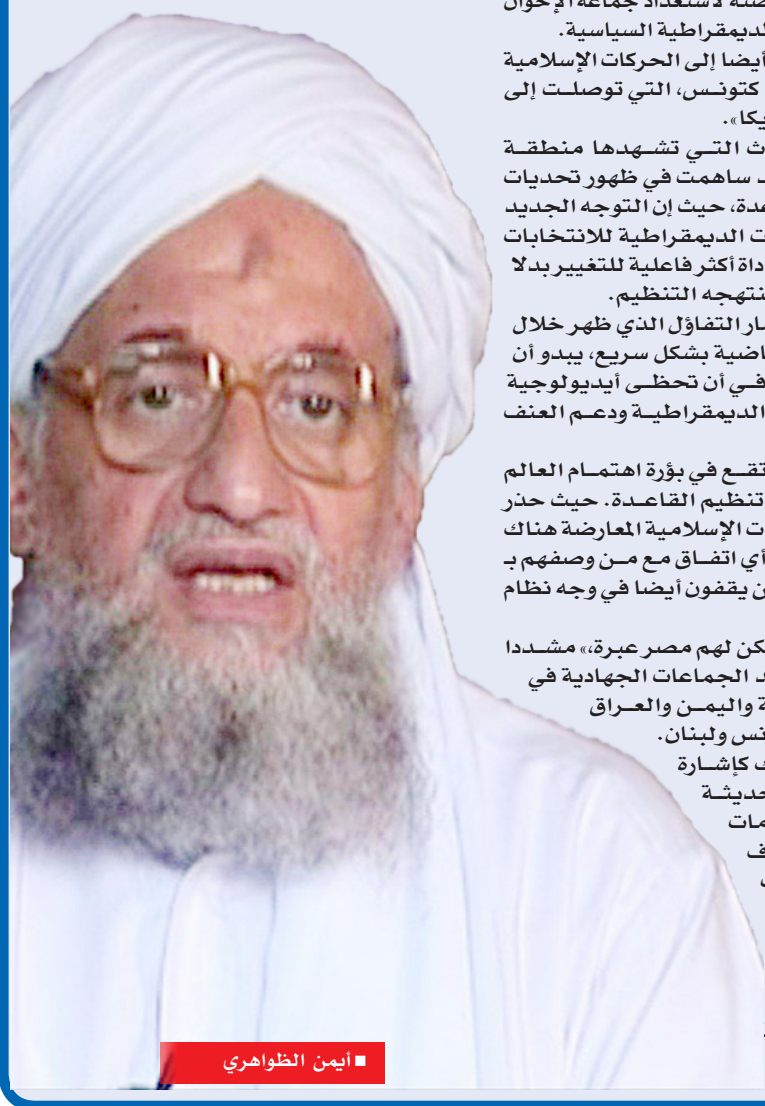 لاستعداد جماعة الإخوان
الديمقراطية السياسية.
أيضا إلى الحركات الإسلامية
كتونس، التي توصلت إلى
يكا».
ث التي تشهدها منطقة
ساهمت في ظهور تحديات
عدة، حيث إن التوجه الجديد
ت الديمقراطية للانتخابات
داة أكثر فاعلية للتغيير بدلا
نتهجه التنظيم.
سار التفاؤل الذي ظهر خلال
اضية بشكل سريع، يبدو أن
في أن تحظى أيديولوجية
الديمقراطية ودعم العنف
تقع في بؤرة اهتمام العالم
تنظيم القاعدة. حيث حذر
ت الإسلامية المعارضة هناك
أي اتفاق مع من وصفهم بـ
ن يقفون أيضا في وجه نظام
كن لهم مصر عبرة،» مشددا
د الجماعات الجهادية في
ة واليمن والعراق
نس ولبنان.
ك كإشارة
حديثة
مات
ف
■ أيمن الظواهري